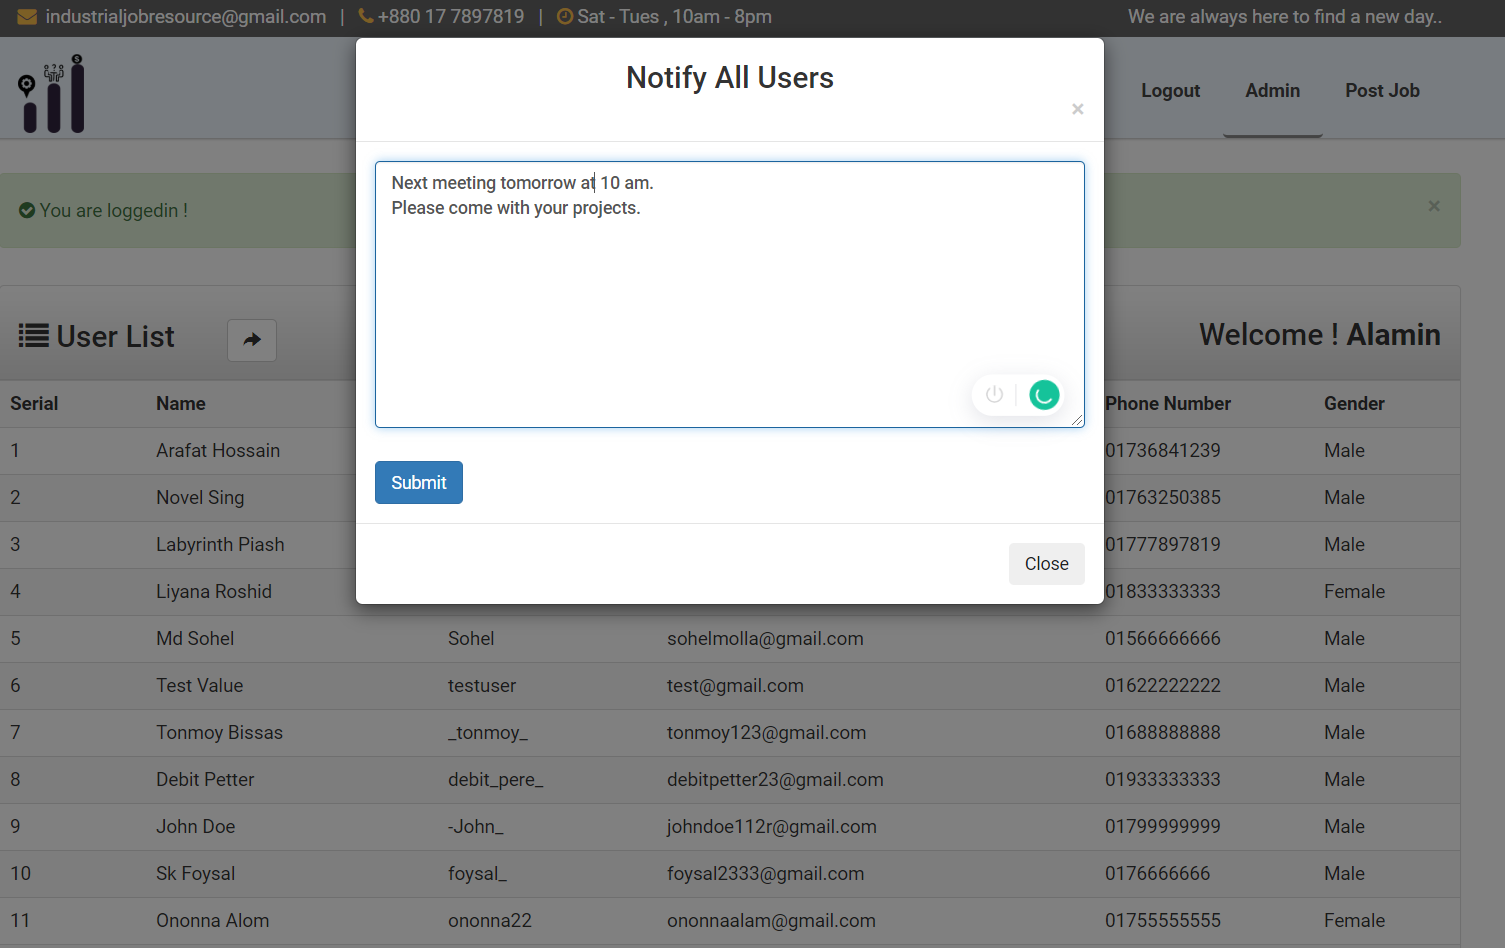 industrialjobresource@gmail.com | +880 17 7897819 | Sat - Tues , 10am - 8pm We are always here to find a new day..
Logout Admin Post Job
Notify All Users
×
Next meeting tomorrow at 10 am.
Please come with your projects.
Submit
Close
You are loggedin ! ×
User List Welcome ! Alamin
Serial Name Phone Number Gender
1 Arafat Hossain 01736841239 Male
2 Novel Sing 01763250385 Male
3 Labyrinth Piash 01777897819 Male
4 Liyana Roshid 01833333333 Female
5 Md Sohel Sohel sohelmolla@gmail.com 01566666666 Male
6 Test Value testuser test@gmail.com 01622222222 Male
7 Tonmoy Bissas _tonmoy_ tonmoy123@gmail.com 01688888888 Male
8 Debit Petter debit_pere_ debitpetter23@gmail.com 01933333333 Male
9 John Doe -John_ johndoe112r@gmail.com 01799999999 Male
10 Sk Foysal foysal_ foysal2333@gmail.com 0176666666 Male
11 Ononna Alom ononna22 ononnaalam@gmail.com 01755555555 Female